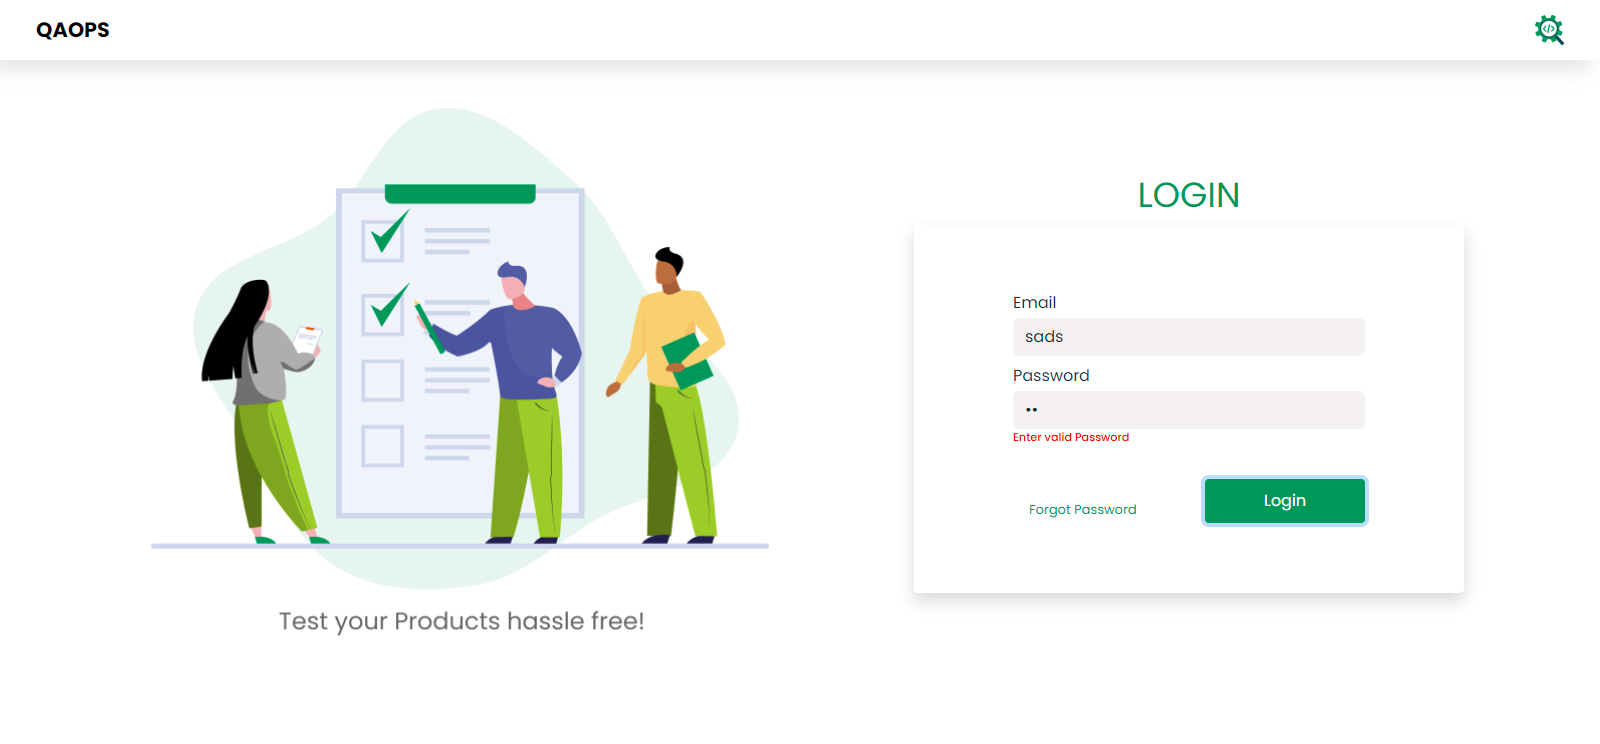 QAOPS
LOGIN
Email
sads
Password
••
Enter valid Password
Forgot Password
Login
Test your Products hassle free!